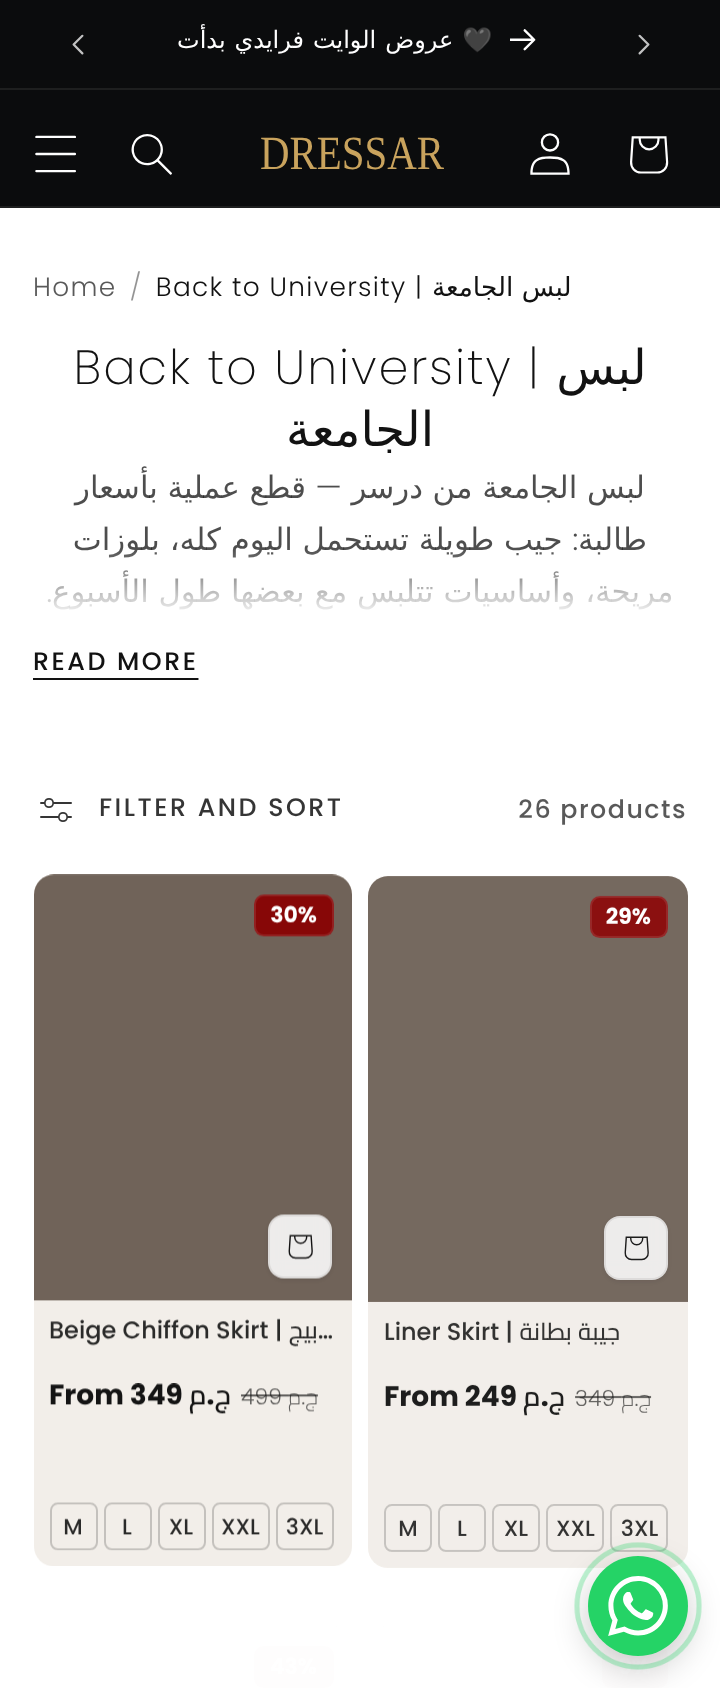 عروض الوايت فرايدي بدأت 🖤 →
DRESSAR
Home / Back to University | لبس الجامعة
Back to University | لبس
الجامعة
لبس الجامعة من درسر — قطع عملية بأسعار
طالبة: جيب طويلة تستحمل اليوم كله، بلوزات
مريحة، وأساسيات تتلبس مع بعضها طول الأسبوع.
READ MORE
FILTER AND SORT
26 products
30%
29%
Beige Chiffon Skirt | بيج...
Liner Skirt | جيبة بطانة
From 349 ج.م 499 ج.م
From 249 ج.م 349 ج.م
M L XL XXL 3XL
M L XL XXL 3XL